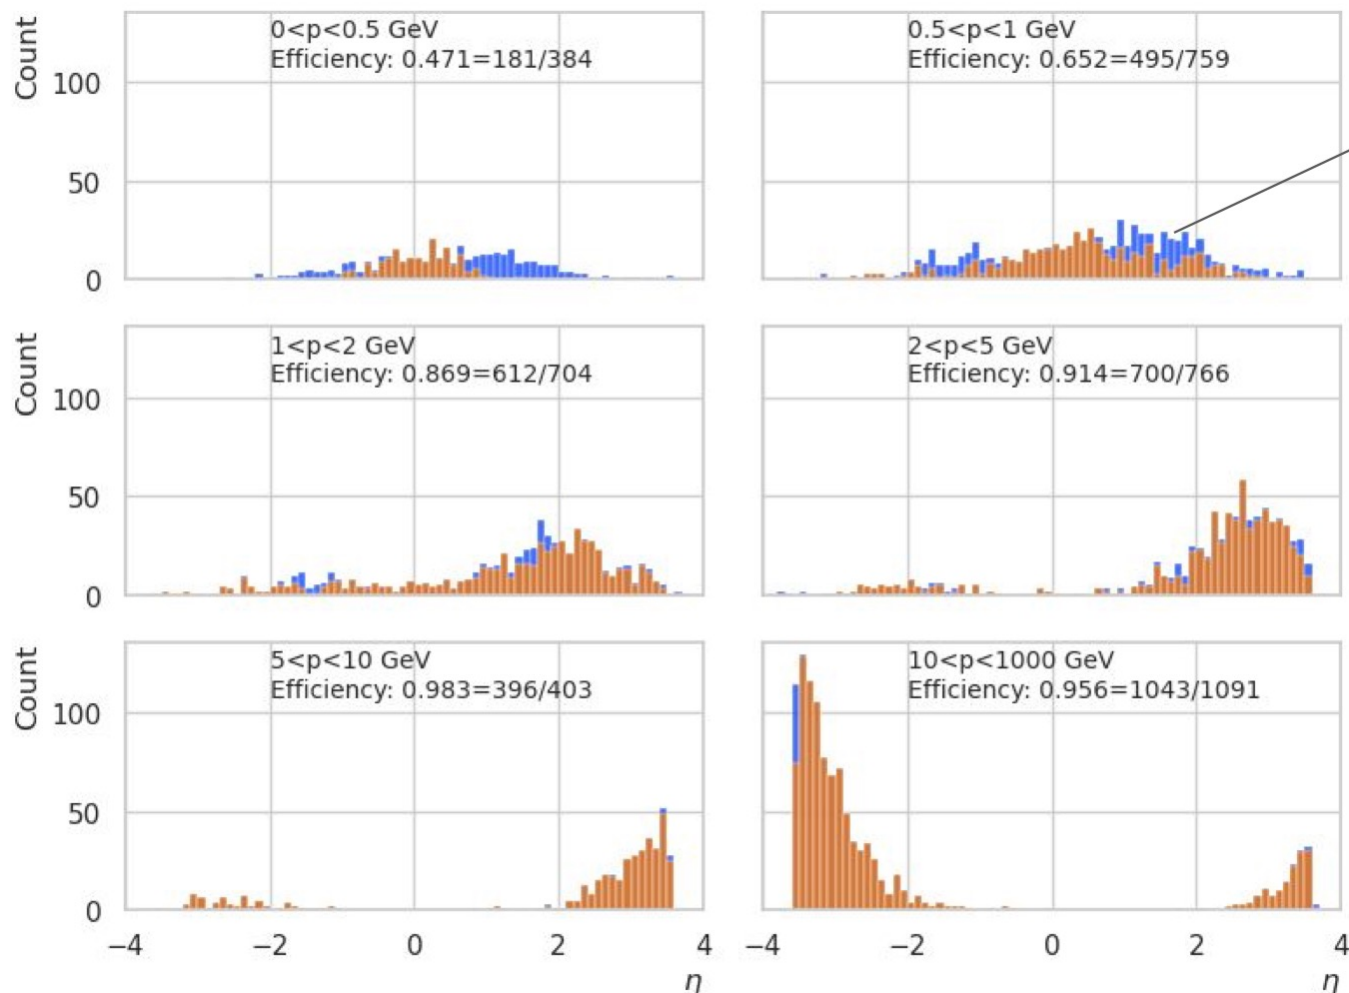 0<p<0.5 GeV
Efficiency: 0.471=181/384
0.5<p<1 GeV
Efficiency: 0.652=495/759
Count
100
50
0
1<p<2 GeV
Efficiency: 0.869=612/704
2<p<5 GeV
Efficiency: 0.914=700/766
Count
100
50
0
5<p<10 GeV
Efficiency: 0.983=396/403
10<p<1000 GeV
Efficiency: 0.956=1043/1091
Count
100
50
0
−4 −2 0 2 4
−4 −2 0 2 4
η
η